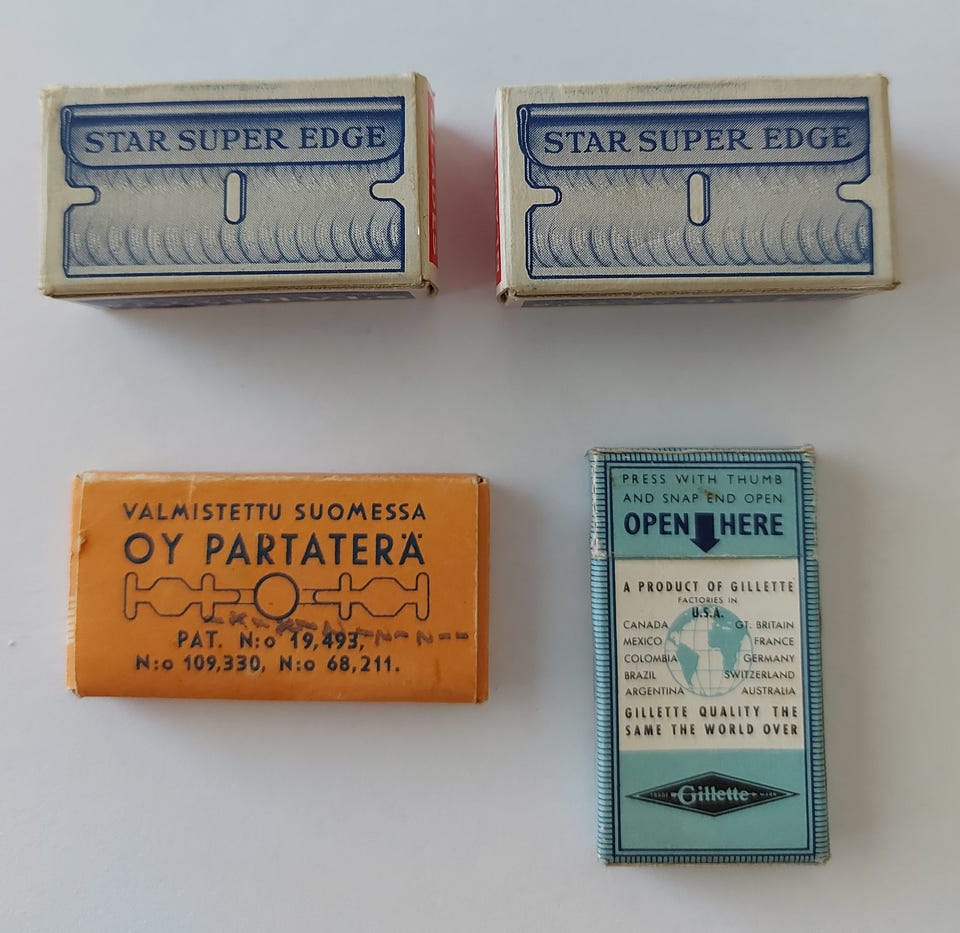 STAR SUPER EDGE
STAR SUPER EDGE
VALMISTETTU SUOMESSA
OY PARTATERÄ
PAT. N:o 19,493,
N:o 109,330, N:o 68,211.
PRESS WITH THUMB
AND SNAP END OPEN
OPEN HERE
A PRODUCT OF GILLETTE
FACTORIES IN
U.S.A.
CANADA GT. BRITAIN
MEXICO FRANCE
COLOMBIA GERMANY
BRAZIL SWITZERLAND
ARGENTINA AUSTRALIA
GILLETTE QUALITY THE
SAME THE WORLD OVER
TRADE Gillette MARK